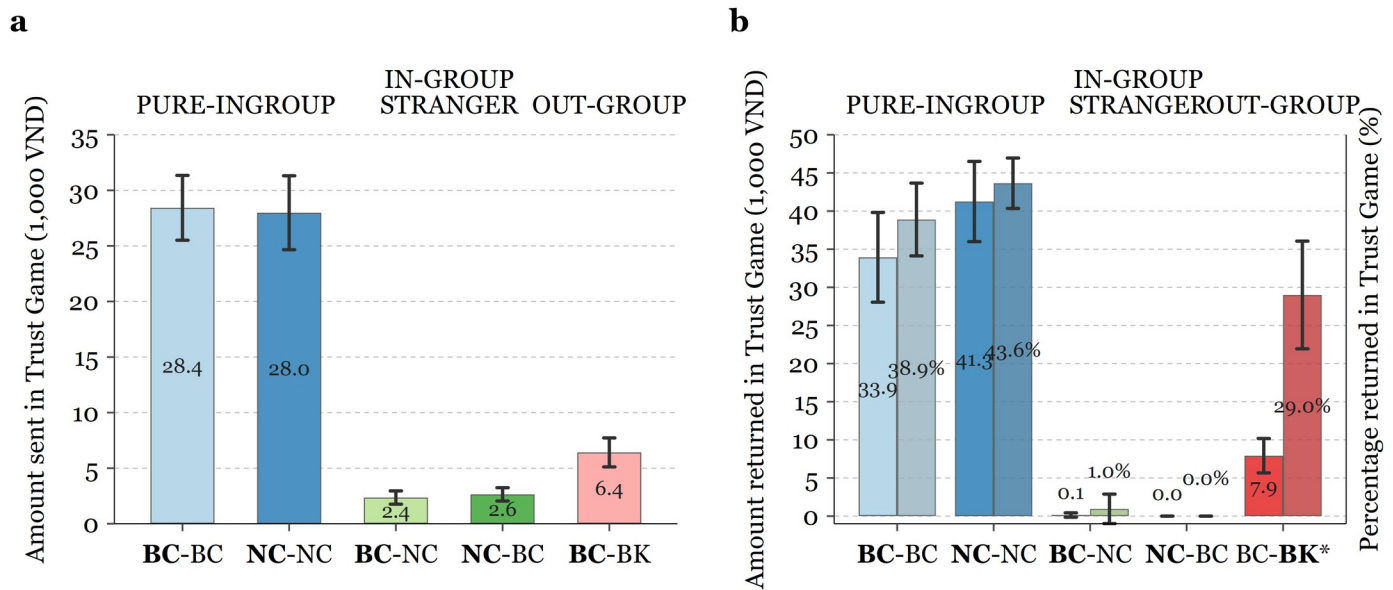 a
Amount sent in Trust Game (1,000 VND)
PURE-INGROUP
IN-GROUP
STRANGER
OUT-GROUP
35
30
25
20
15
10
5
0
28.4
28.0
2.4
2.6
6.4
BC-BC
NC-NC
BC-NC
NC-BC
BC-BK
b
Amount returned in Trust Game (1,000 VND)
PURE-INGROUP
IN-GROUP
STRANGER
OUT-GROUP
50
45
40
35
30
25
20
15
10
5
0
33.9
38.9%
41.3
43.6%
0.1
1.0%
0.0
0.0%
7.9
29.0%
BC-BC
NC-NC
BC-NC
NC-BC
BC-BK*
Percentage returned in Trust Game (%)